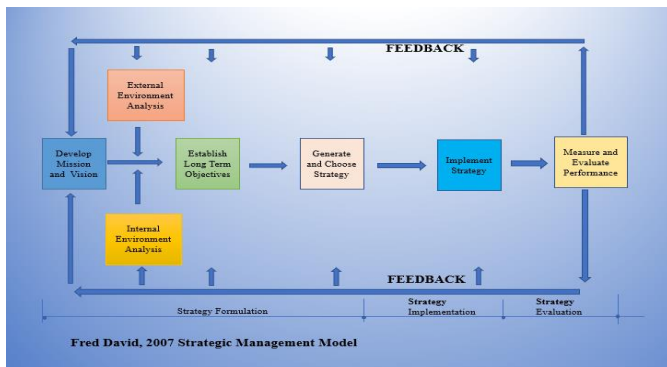 FEEDBACK
External
Environment
Analysis
Develop
Mission
and Vision
Establish
Long Term
Objectives
Generate
and Choose
Strategy
Implement
Strategy
Measure and
Evaluate
Performance
Internal
Environment
Analysis
FEEDBACK
Strategy Formulation
Strategy
Implementation
Strategy
Evaluation
Fred David, 2007 Strategic Management Model